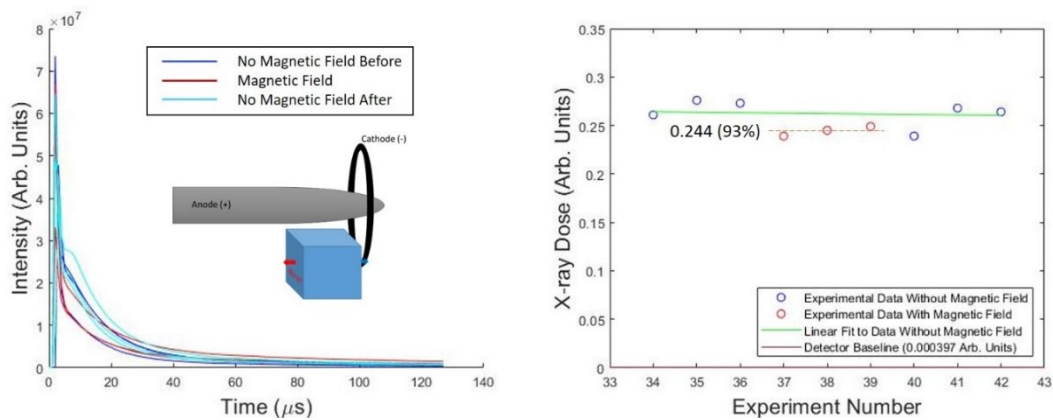 × 10⁷
8
7
6
5
4
3
2
1
0
0 20 40 60 80 100 120 140
Intensity (Arb. Units)
Time (μs)
No Magnetic Field Before
Magnetic Field
No Magnetic Field After
Cathode (-)
Anode (+)
0.35
0.3
0.25
0.2
0.15
0.1
0.05
0
33 34 35 36 37 38 39 40 41 42 43
X-ray Dose (Arb. Units)
Experiment Number
0.244 (93%)
Experimental Data Without Magnetic Field
Experimental Data With Magnetic Field
Linear Fit to Data Without Magnetic Field
Detector Baseline (0.000397 Arb. Units)